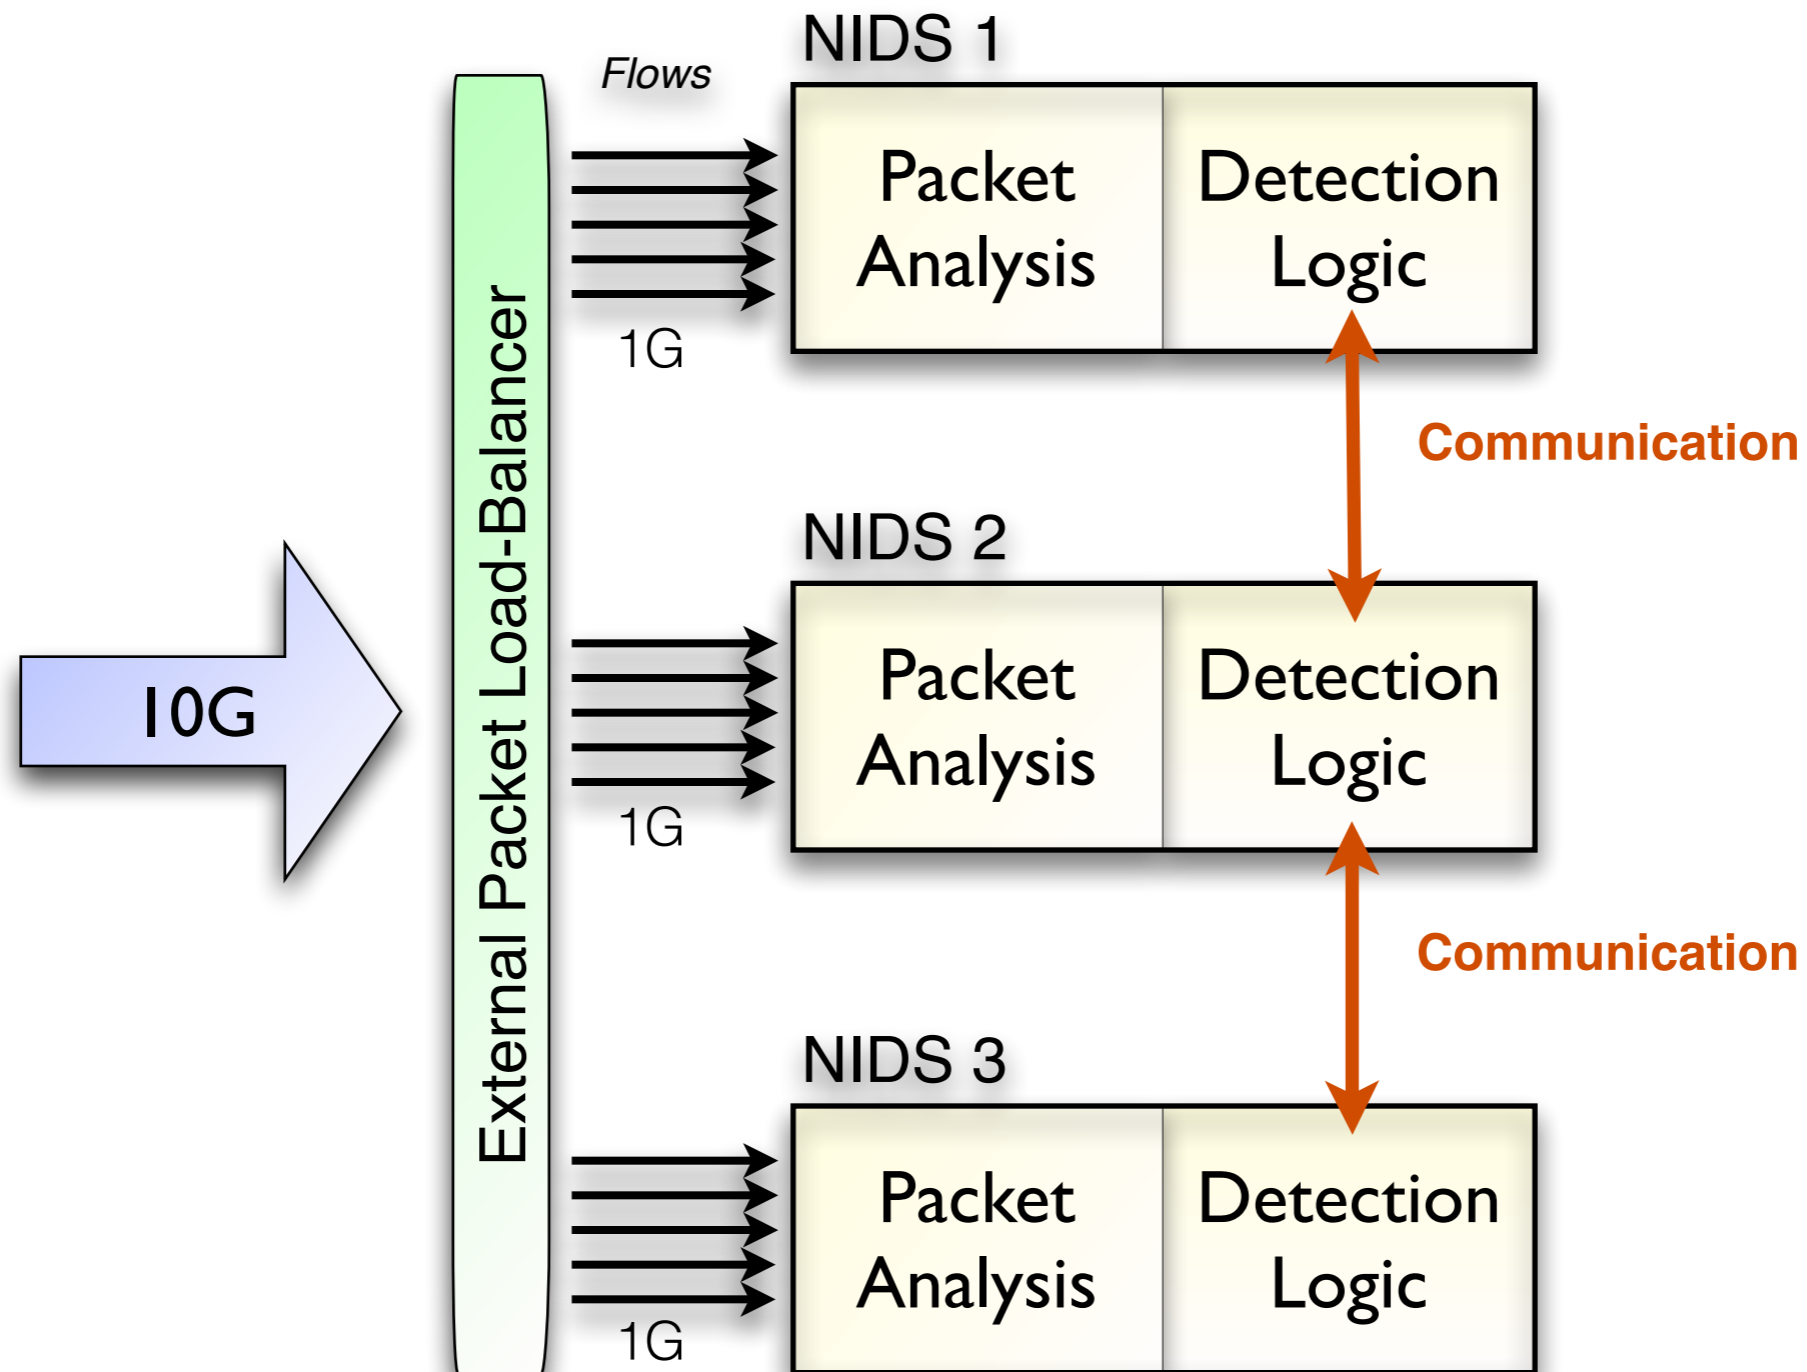 NIDS 1
Flows
Packet
Analysis
Detection
Logic
1G
Communication
External Packet Load-Balancer
10G
NIDS 2
Packet
Analysis
Detection
Logic
1G
Communication
NIDS 3
Packet
Analysis
Detection
Logic
1G